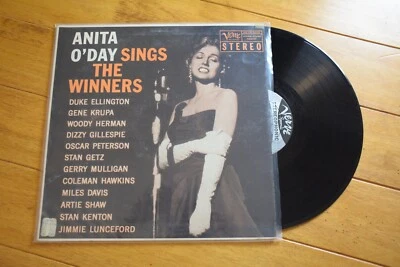 ANITA
O'DAY SINGS
THE
WINNERS
DUKE ELLINGTON
GENE KRUPA
WOODY HERMAN
DIZZY GILLESPIE
OSCAR PETERSON
STAN GETZ
GERRY MULLIGAN
COLEMAN HAWKINS
MILES DAVIS
ARTIE SHAW
STAN KENTON
JIMMIE LUNCEFORD
Verve
STEREO
Verve